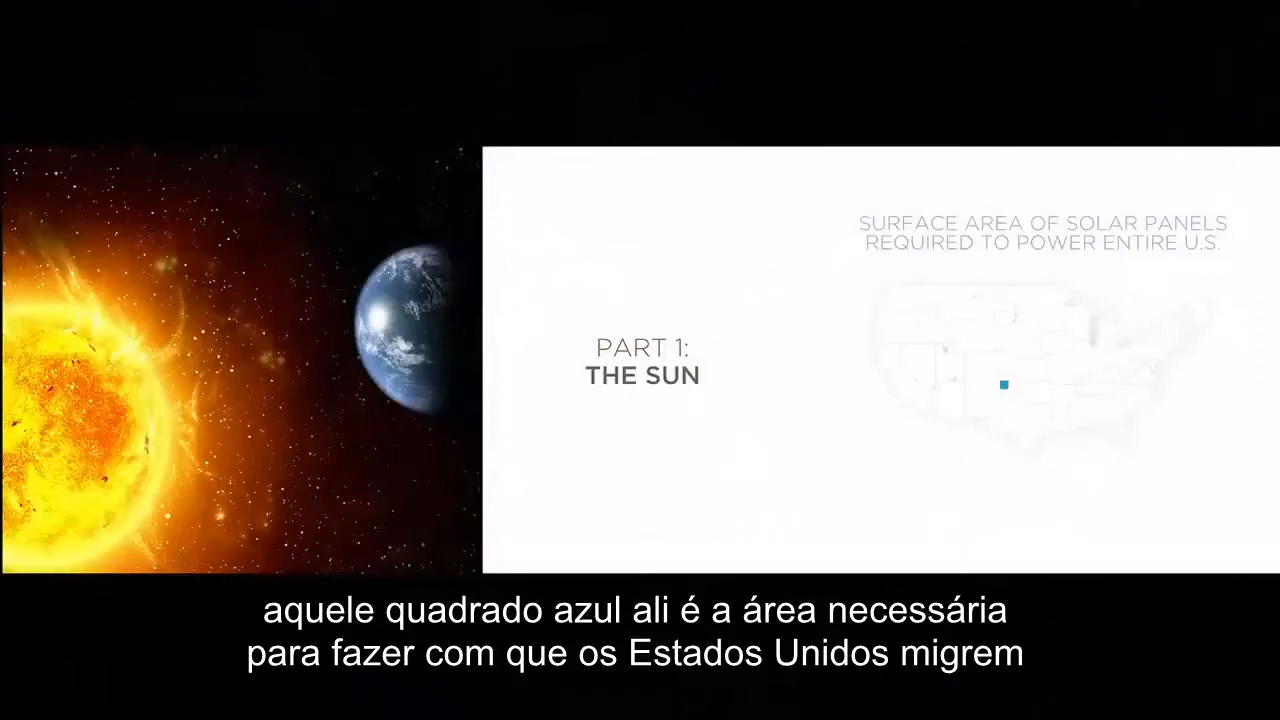 SURFACE AREA OF SOLAR PANELS
REQUIRED TO POWER ENTIRE U.S.
PART 1:
THE SUN
aquele quadrado azul ali é a área necessária
para fazer com que os Estados Unidos migrem